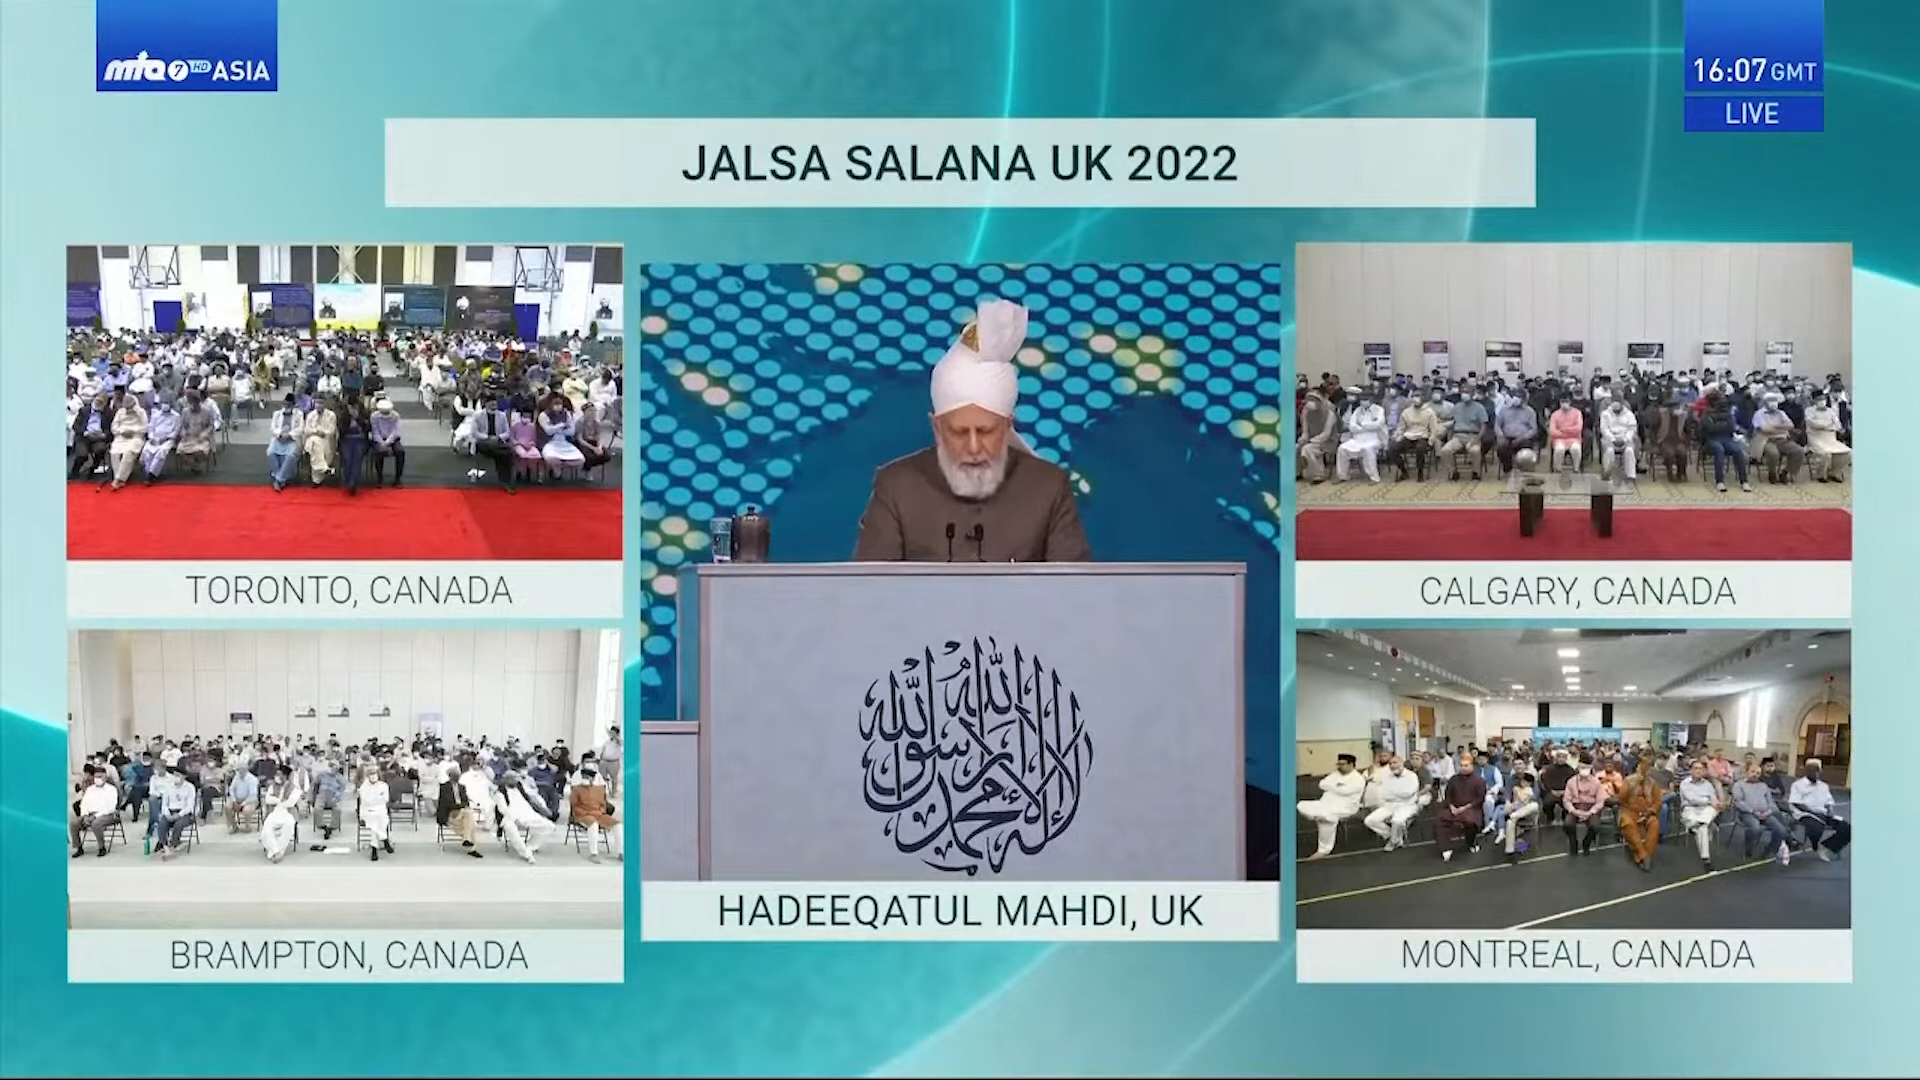 mta 7 HD ASIA
16:07 GMT
LIVE
JALSA SALANA UK 2022
TORONTO, CANADA
CALGARY, CANADA
لا إله إلا الله محمد رسول الله
HADEEQATUL MAHDI, UK
BRAMPTON, CANADA
MONTREAL, CANADA